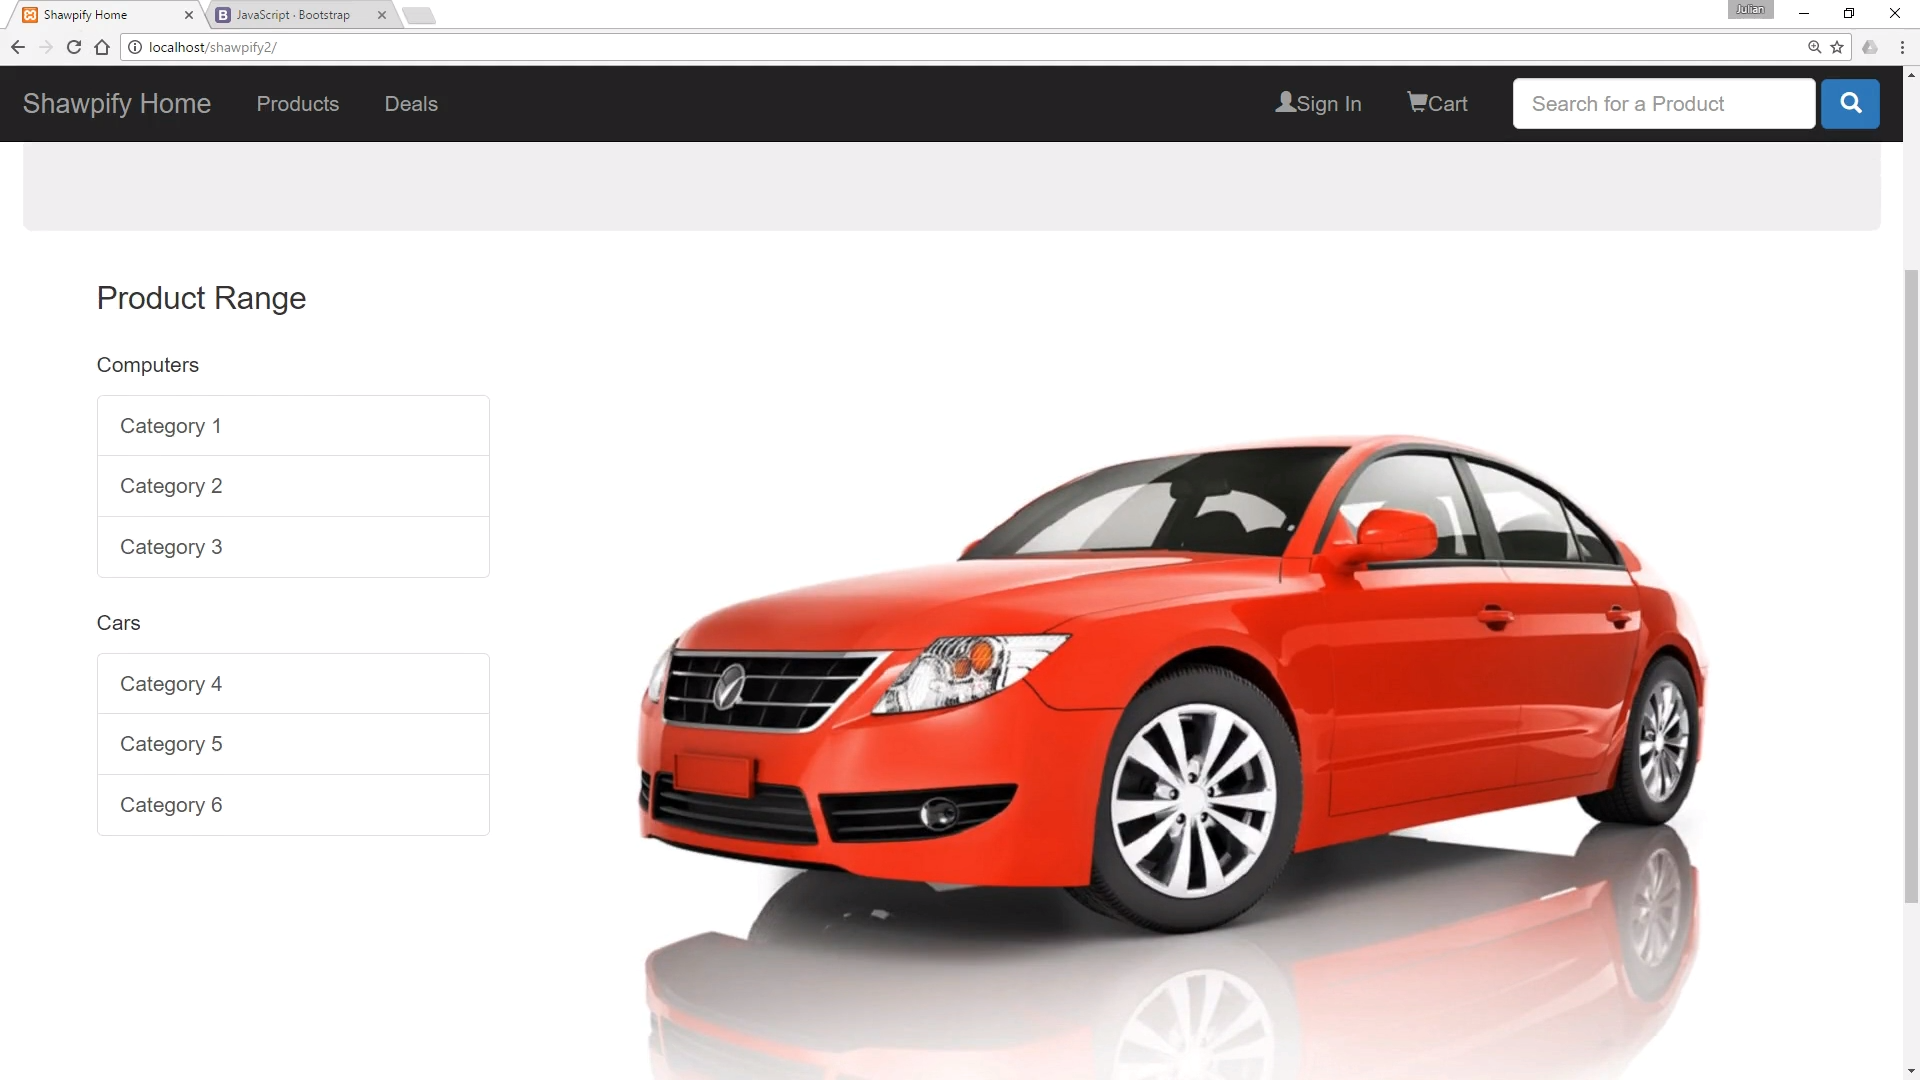 Shawpify Home
JavaScript · Bootstrap
Julian
localhost/shawpify2/
Shawpify Home Products Deals Sign In Cart Search for a Product
Product Range
Computers
Category 1
Category 2
Category 3
Cars
Category 4
Category 5
Category 6